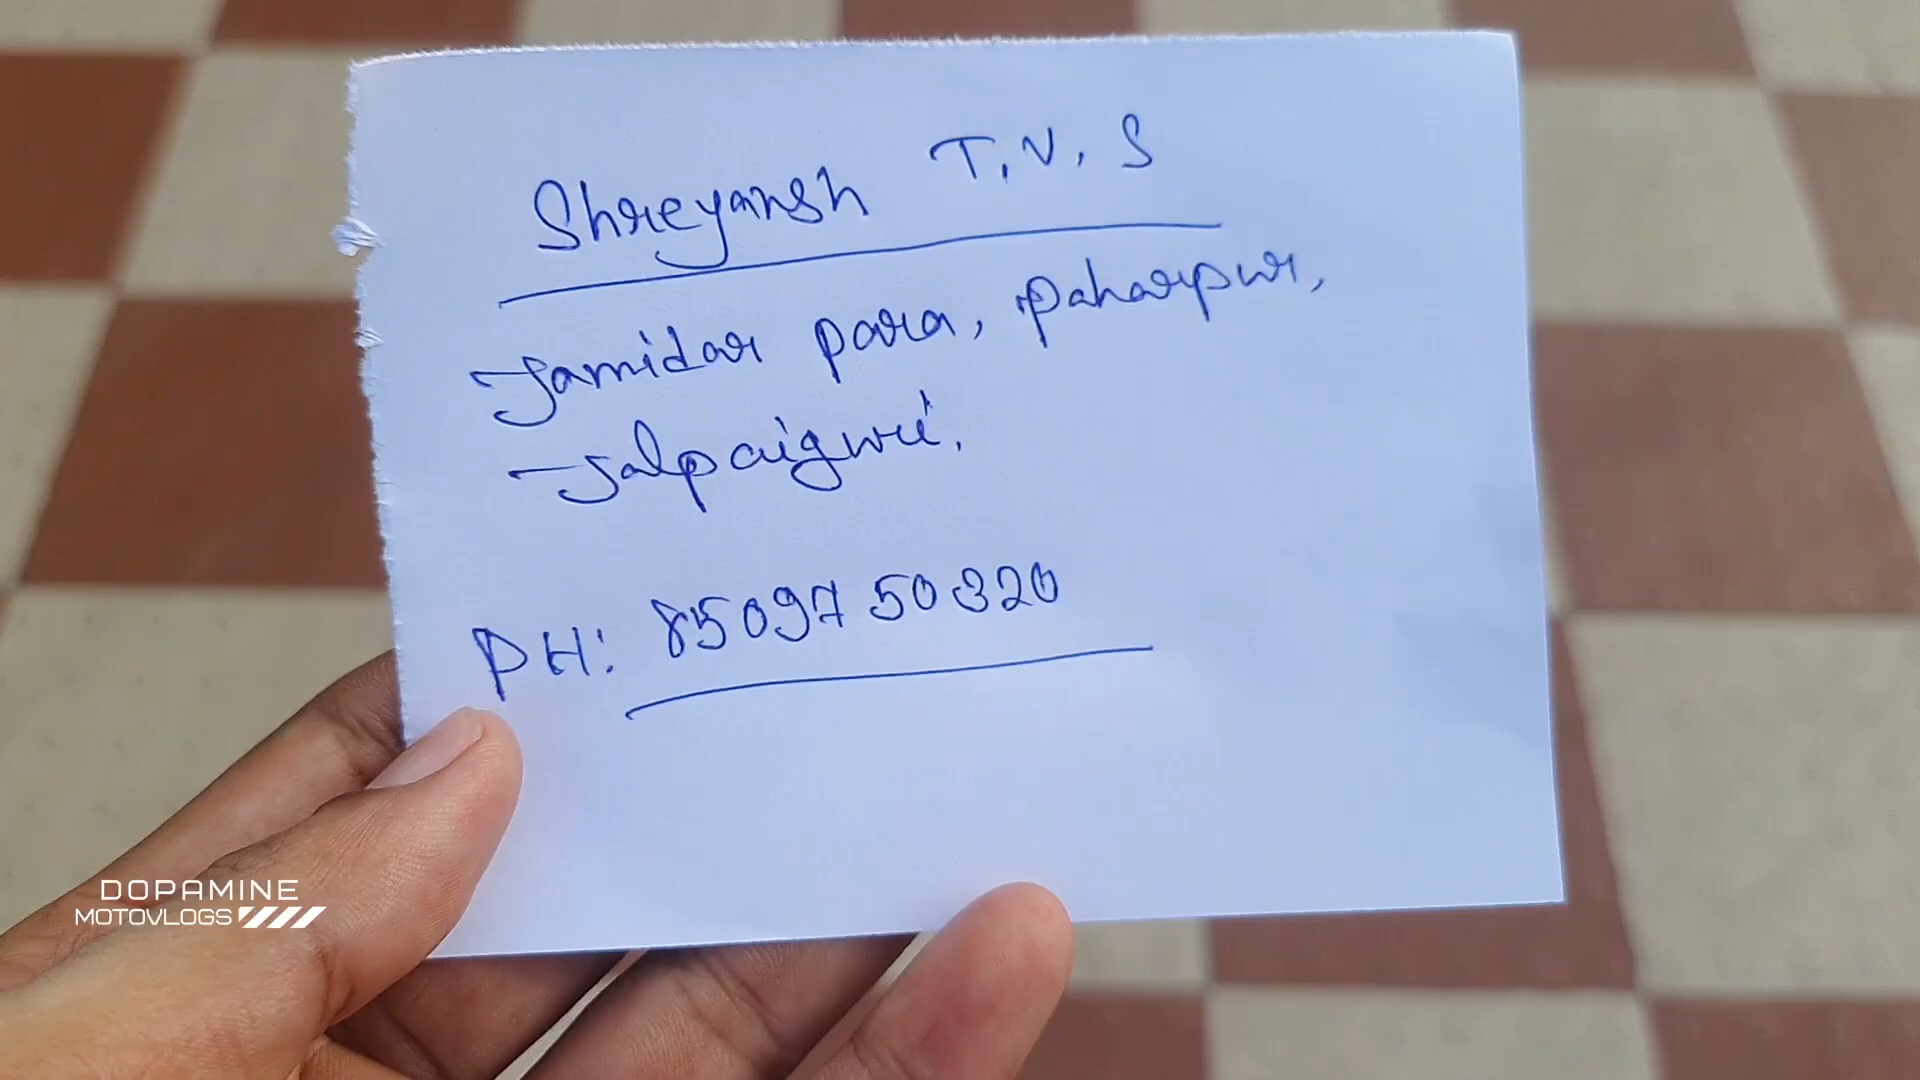 Shreyansh T.V.S
Jamidar para, Paharpur,
Jalpaiguri.
PH: 8509750320
DOPAMINE
MOTOVLOGS